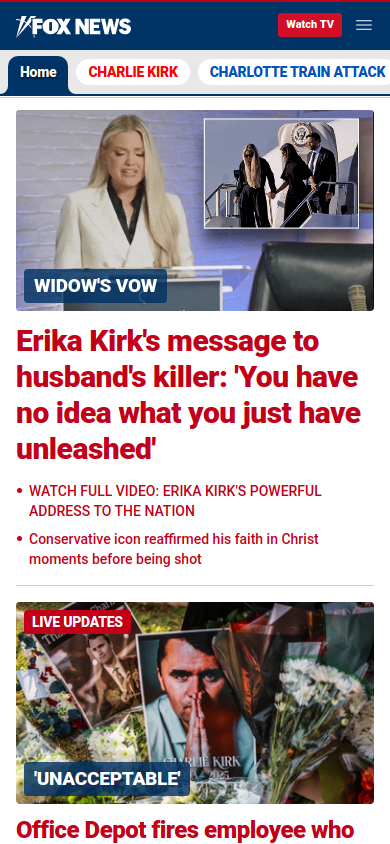 FOX NEWS
Watch TV
Home
CHARLIE KIRK
CHARLOTTE TRAIN ATTACK
WIDOW'S VOW
Erika Kirk's message to
husband's killer: 'You have
no idea what you just have
unleashed'
WATCH FULL VIDEO: ERIKA KIRK'S POWERFUL
ADDRESS TO THE NATION
Conservative icon reaffirmed his faith in Christ
moments before being shot
LIVE UPDATES
CHARLIE KIRK
2025
'UNACCEPTABLE'
Office Depot fires employee who